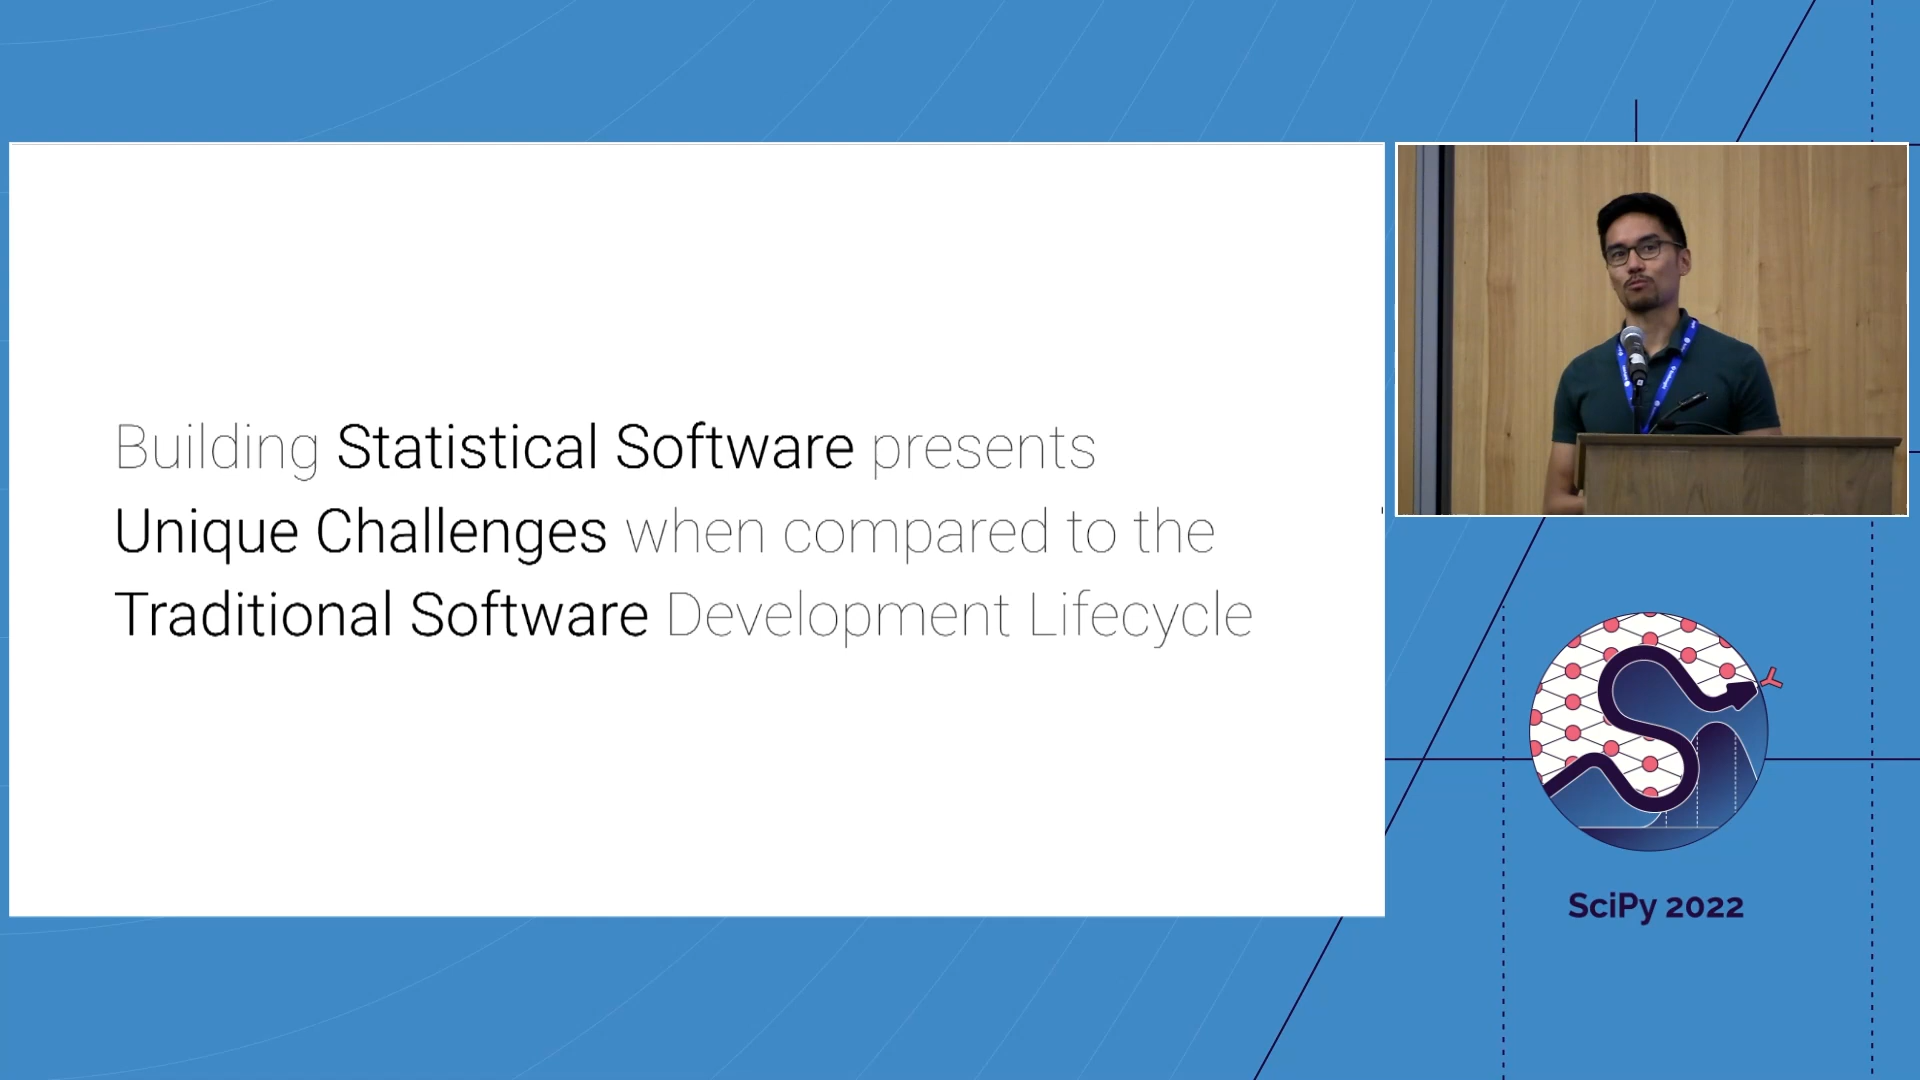 Building Statistical Software presents
Unique Challenges when compared to the
Traditional Software Development Lifecycle
SciPy 2022